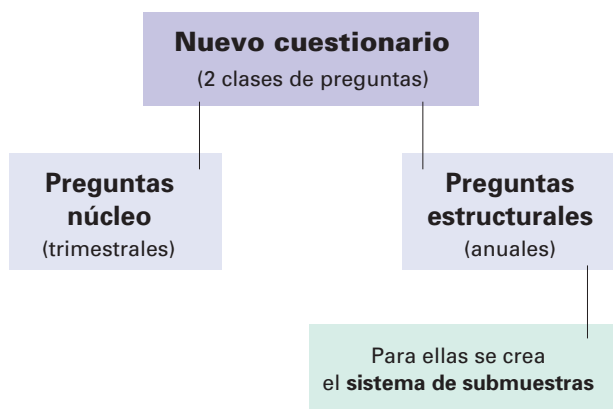 Nuevo cuestionario
(2 clases de preguntas)
Preguntas
núcleo
(trimestrales)
Preguntas
estructurales
(anuales)
Para ellas se crea
el sistema de submuestras